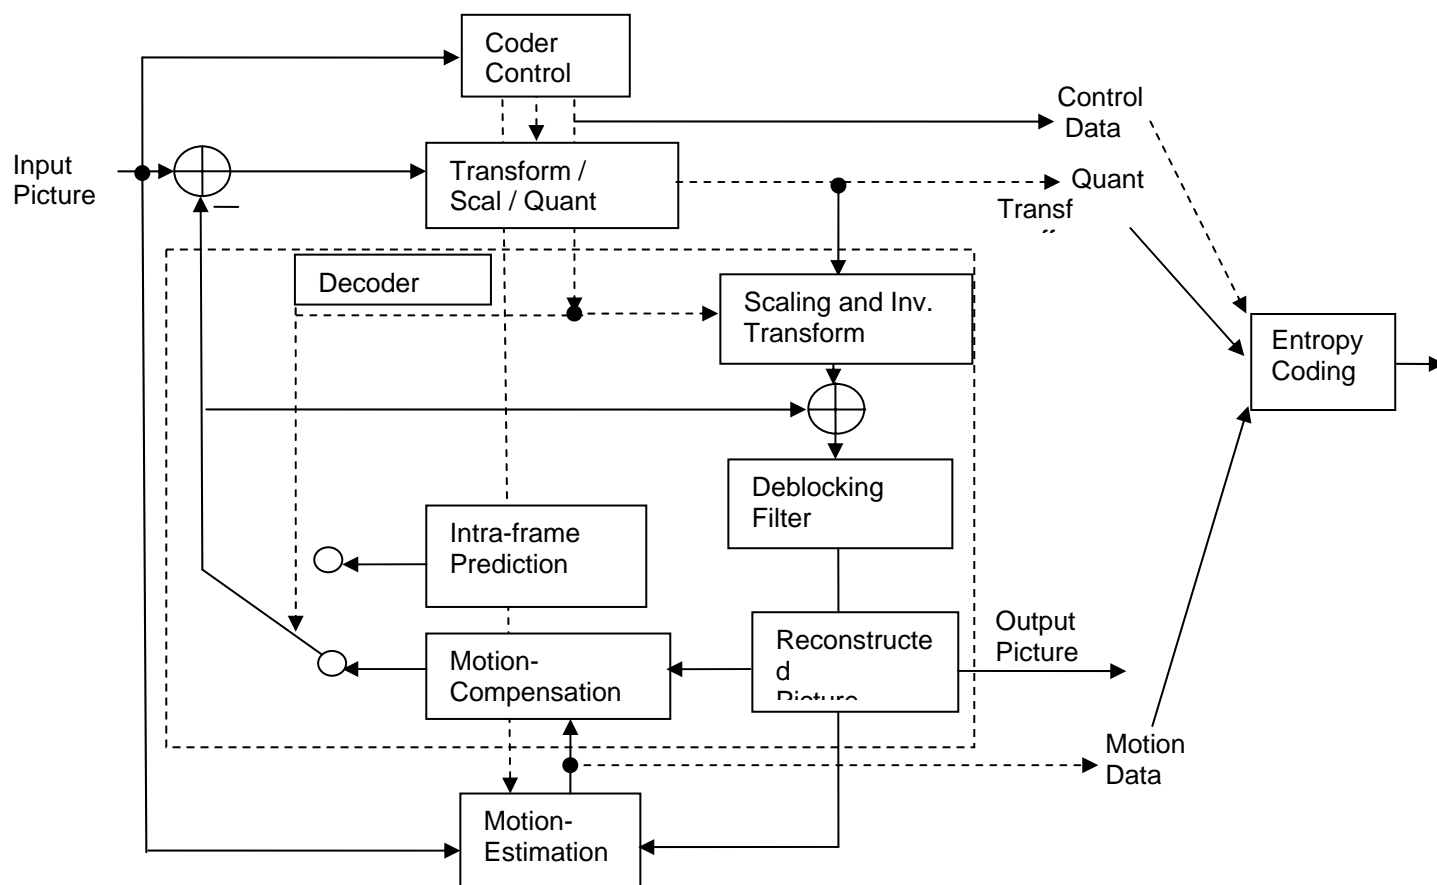 Coder
Control
Control
Data
Input
Picture
Transform /
Scal / Quant
Quant
Transf
Decoder
Scaling and Inv.
Transform
Entropy
Coding
Deblocking
Filter
Intra-frame
Prediction
Motion-
Compensation
Reconstructe
d
Picture
Output
Picture
Motion
Data
Motion-
Estimation